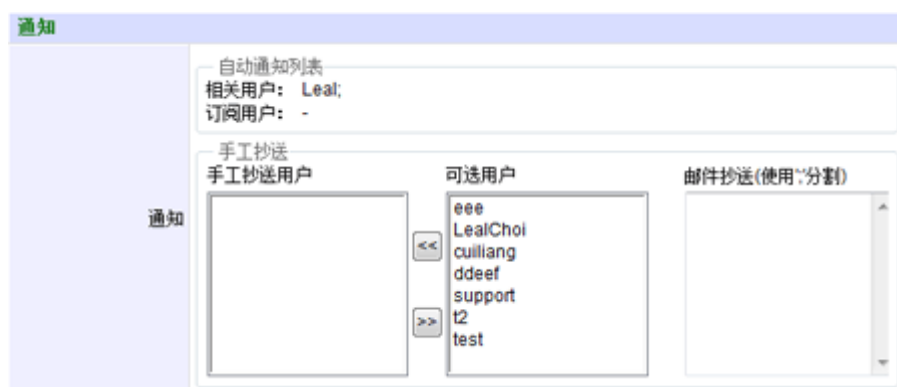 通知
自动通知列表
相关用户： Leal;
订阅用户： -
手工抄送
手工抄送用户
可选用户
邮件抄送(使用';'分割)
通知
<<
>>
eee
LealChoi
cuiliang
ddeef
support
t2
test